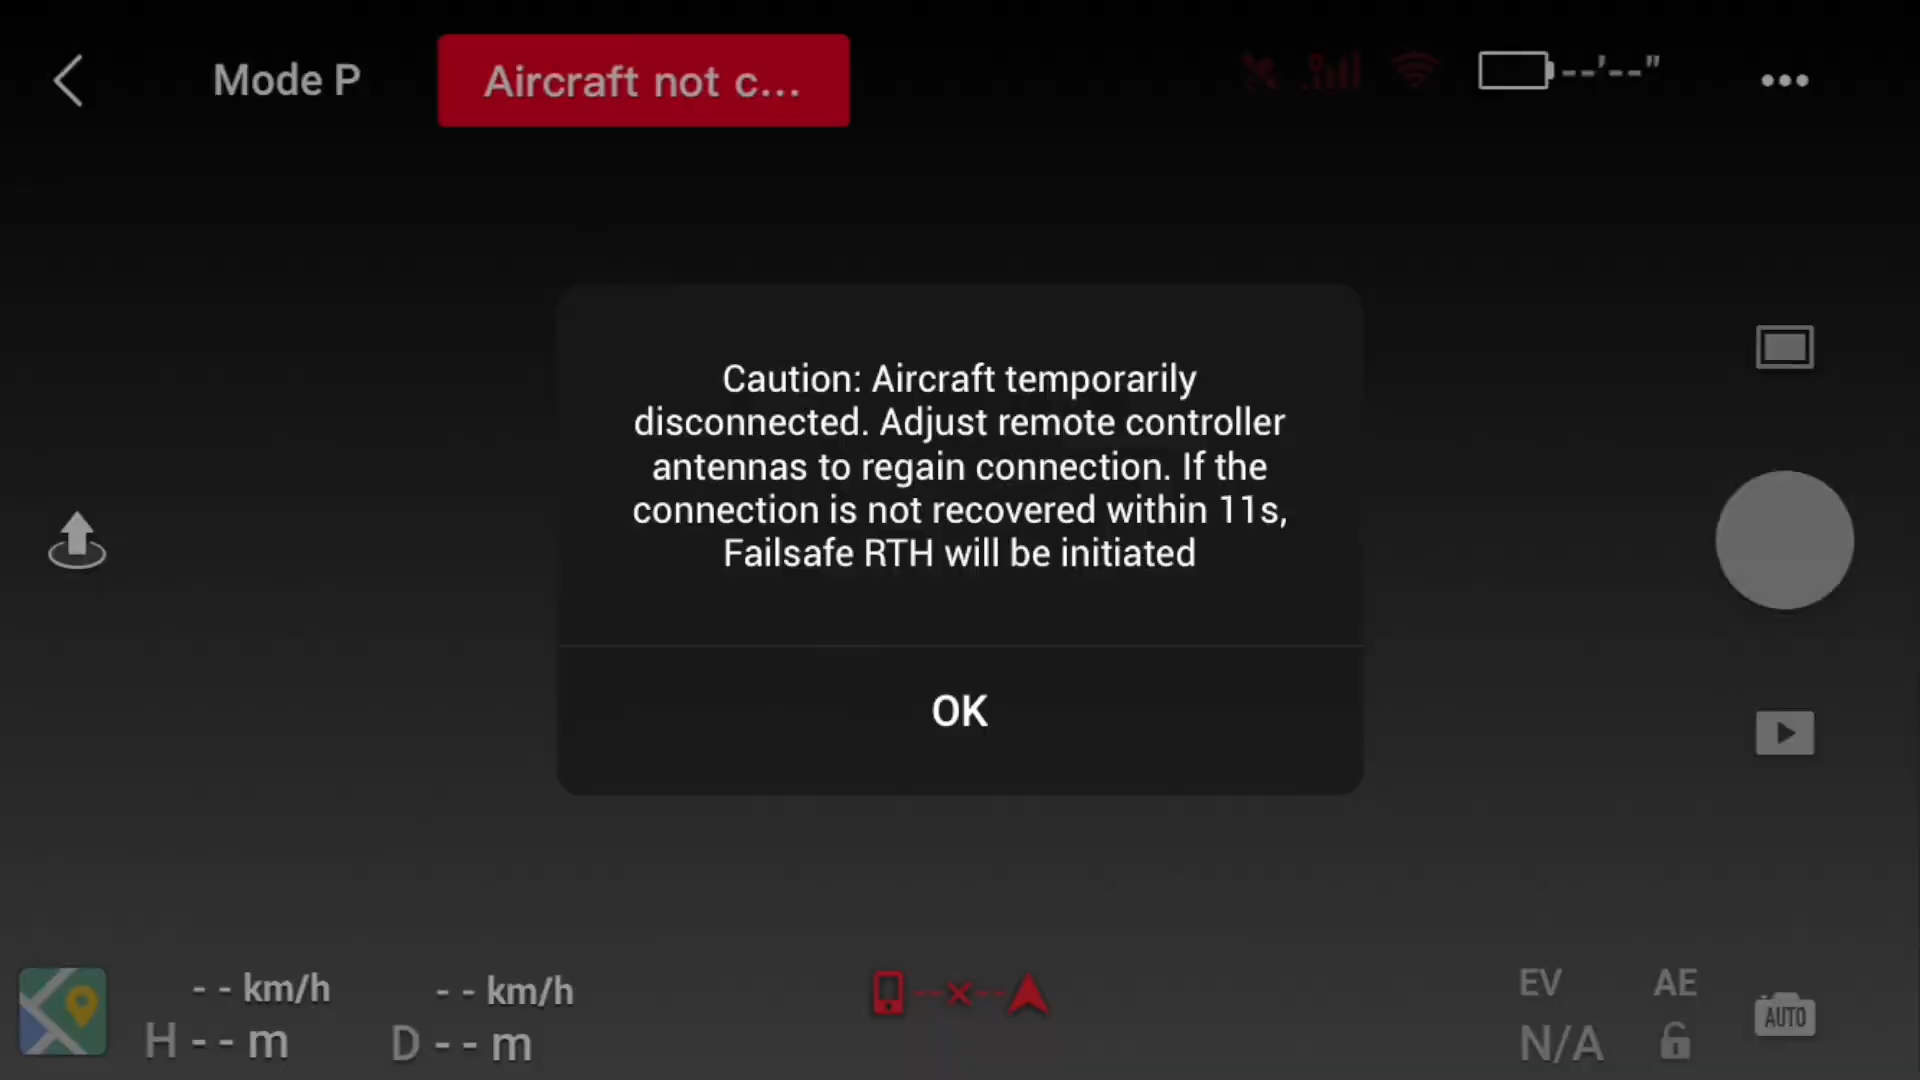 Mode P
Aircraft not c...
--'--"
Caution: Aircraft temporarily
disconnected. Adjust remote controller
antennas to regain connection. If the
connection is not recovered within 11s,
Failsafe RTH will be initiated
OK
-- km/h
-- km/h
H -- m
D -- m
EV
AE
N/A
AUTO